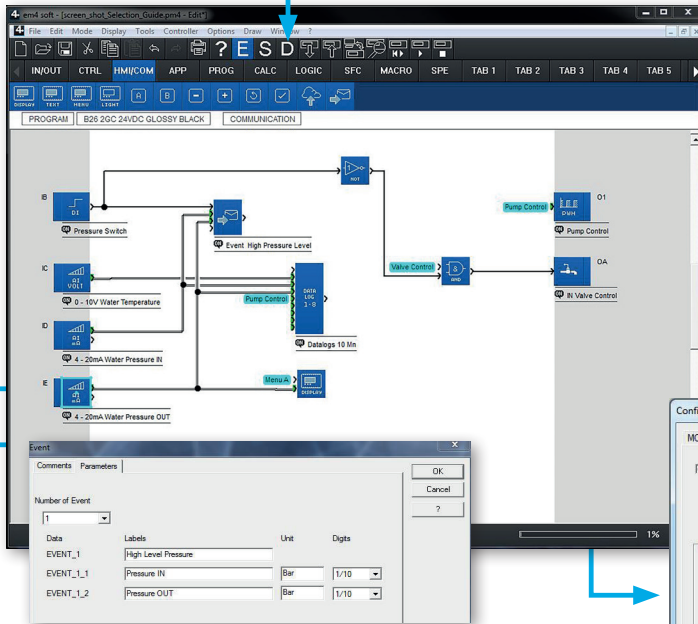 em4 soft - [screen_shot_Selection_Guide.pm4 - Edit*]
File Edit Mode Display Tools Controller Options Draw Window ?
? E S D
IN/OUT CTRL HMI/COM APP PROG CALC LOGIC SFC MACRO SPE TAB 1 TAB 2 TAB 3 TAB 4 TAB 5
DISPLAY TEXT MENU LIGHT A B
PROGRAM B26 2GC 24VDC GLOSSY BLACK COMMUNICATION
1
NOT
IB
DI
Pressure Switch
Event High Pressure Level
Pump Control
PWM
O1
Pump Control
IC
AI
VOLT
0 - 10V Water Temperature
Pump Control
DATA
LOG
1-8
Datalogs 10 Mn
Valve Control
&
AND
OA
IN Valve Control
ID
AI
mA
4 - 20mA Water Pressure IN
IE
AI
mA
4 - 20mA Water Pressure OUT
Menu A
DISPLAY
1%
Event
Comments Parameters
OK
Cancel
?
Number of Event
1
Data Labels Unit Digits
EVENT_1 High Level Pressure
EVENT_1_1 Pressure IN Bar 1/10
EVENT_1_2 Pressure OUT Bar 1/10